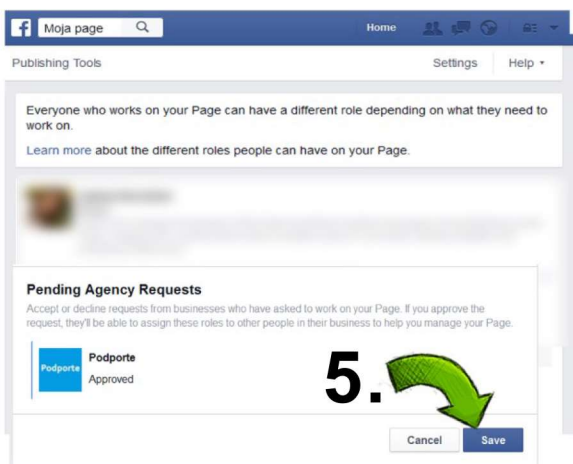 f Moja page Home
Publishing Tools Settings Help
Everyone who works on your Page can have a different role depending on what they need to
work on.
Learn more about the different roles people can have on your Page.
Pending Agency Requests
Accept or decline requests from businesses who have asked to work on your Page. If you approve the
request, they'll be able to assign these roles to other people in their business to help you manage your Page.
Podporte
Podporte
Approved
5.
Cancel Save